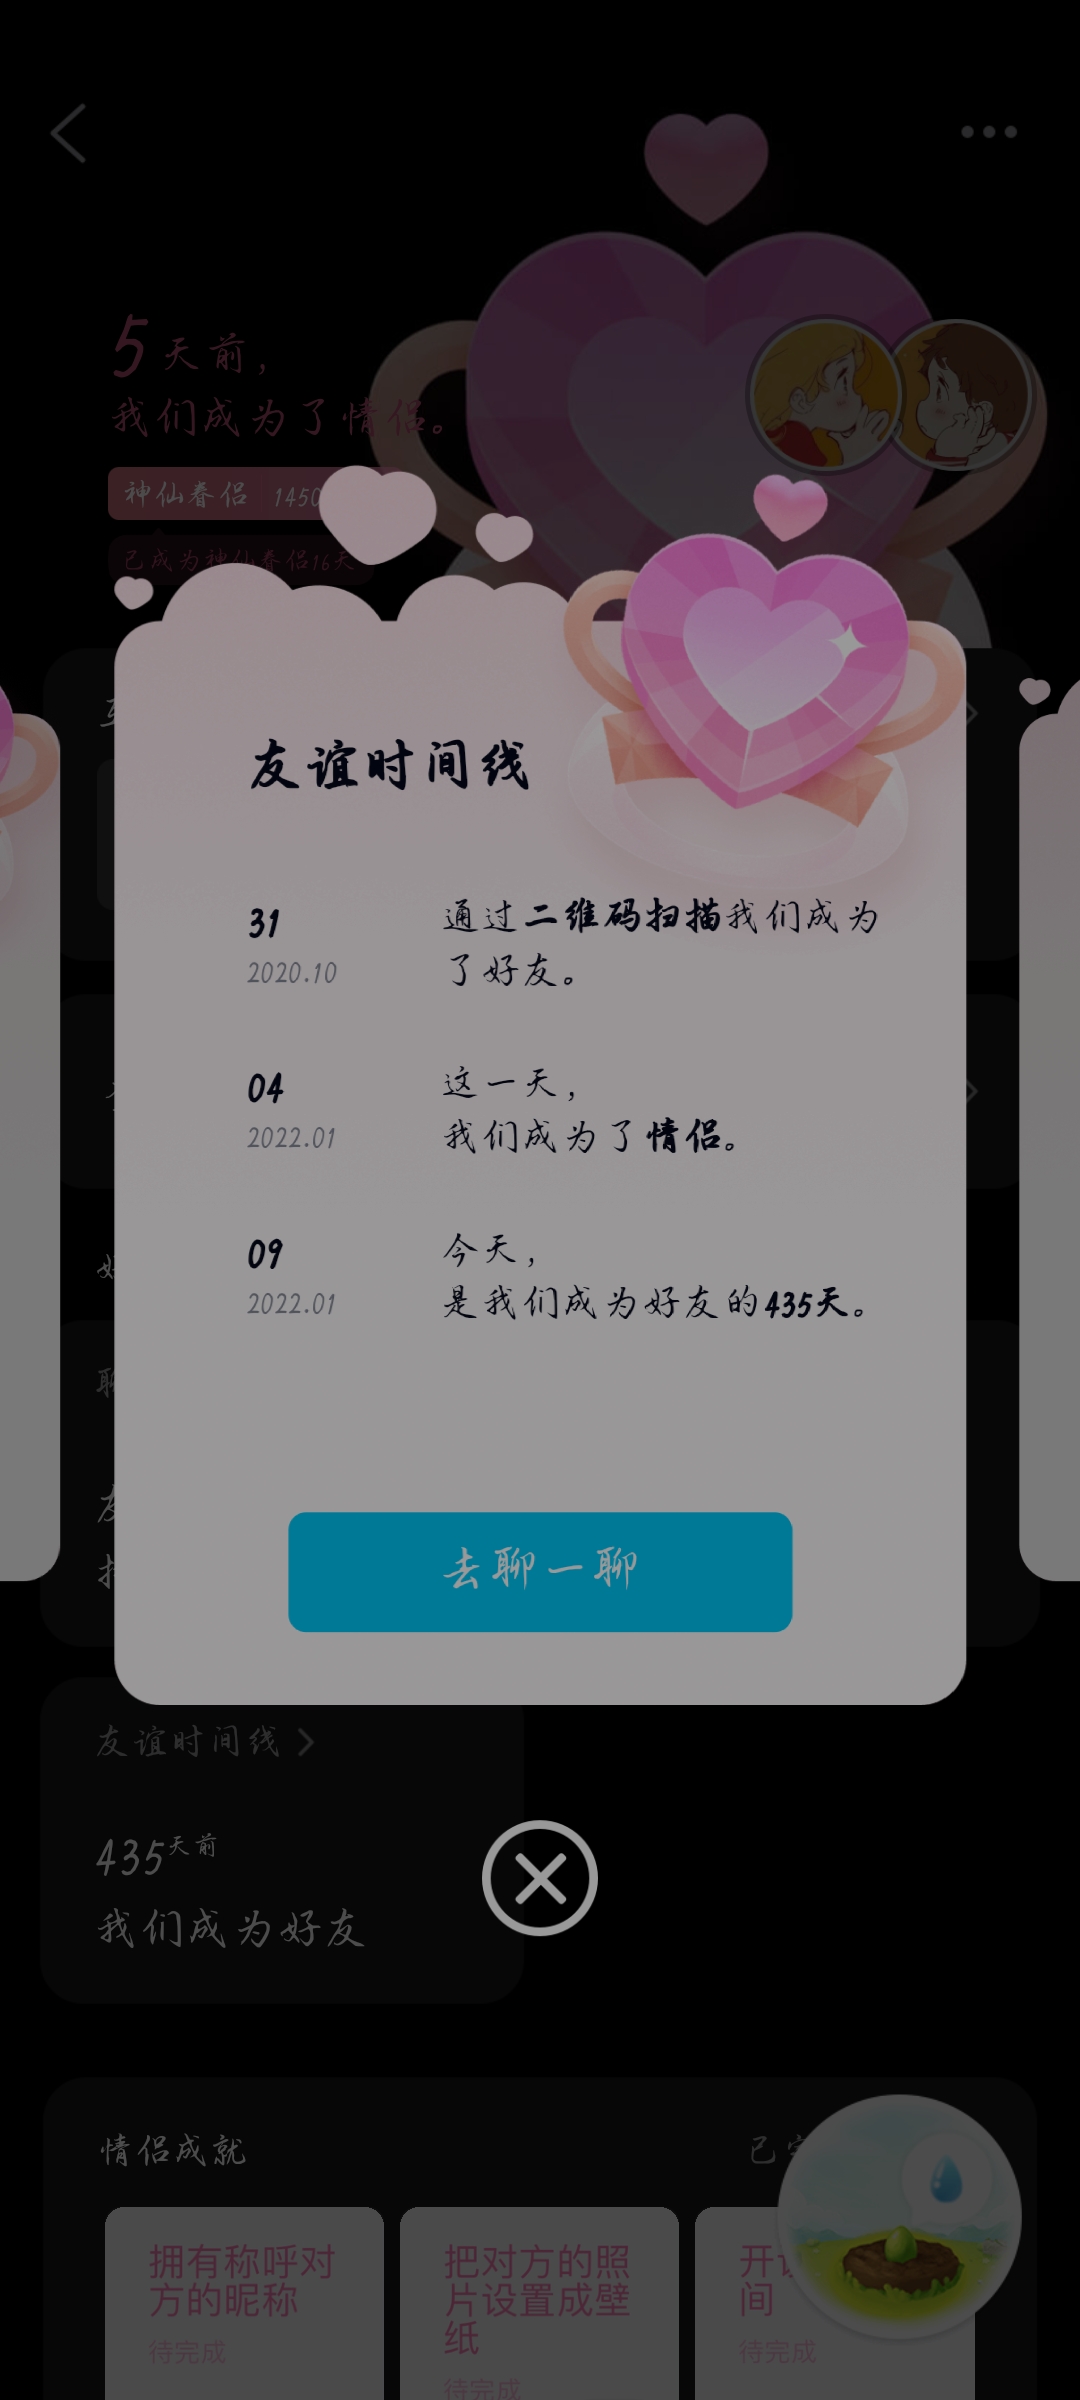 5天前，
我们成为了情侣。
神仙眷侣 1450
已成为神仙眷侣16天
友谊时间线
31
2020.10
通过二维码扫描我们成为
了好友。
04
2022.01
这一天，
我们成为了情侣。
09
2022.01
今天，
是我们成为好友的435天。
去聊一聊
友谊时间线
435天前
我们成为好友
情侣成就
已
拥有称呼对
方的昵称
待完成
把对方的照
片设置成壁
纸
待完成
开
间
待完成